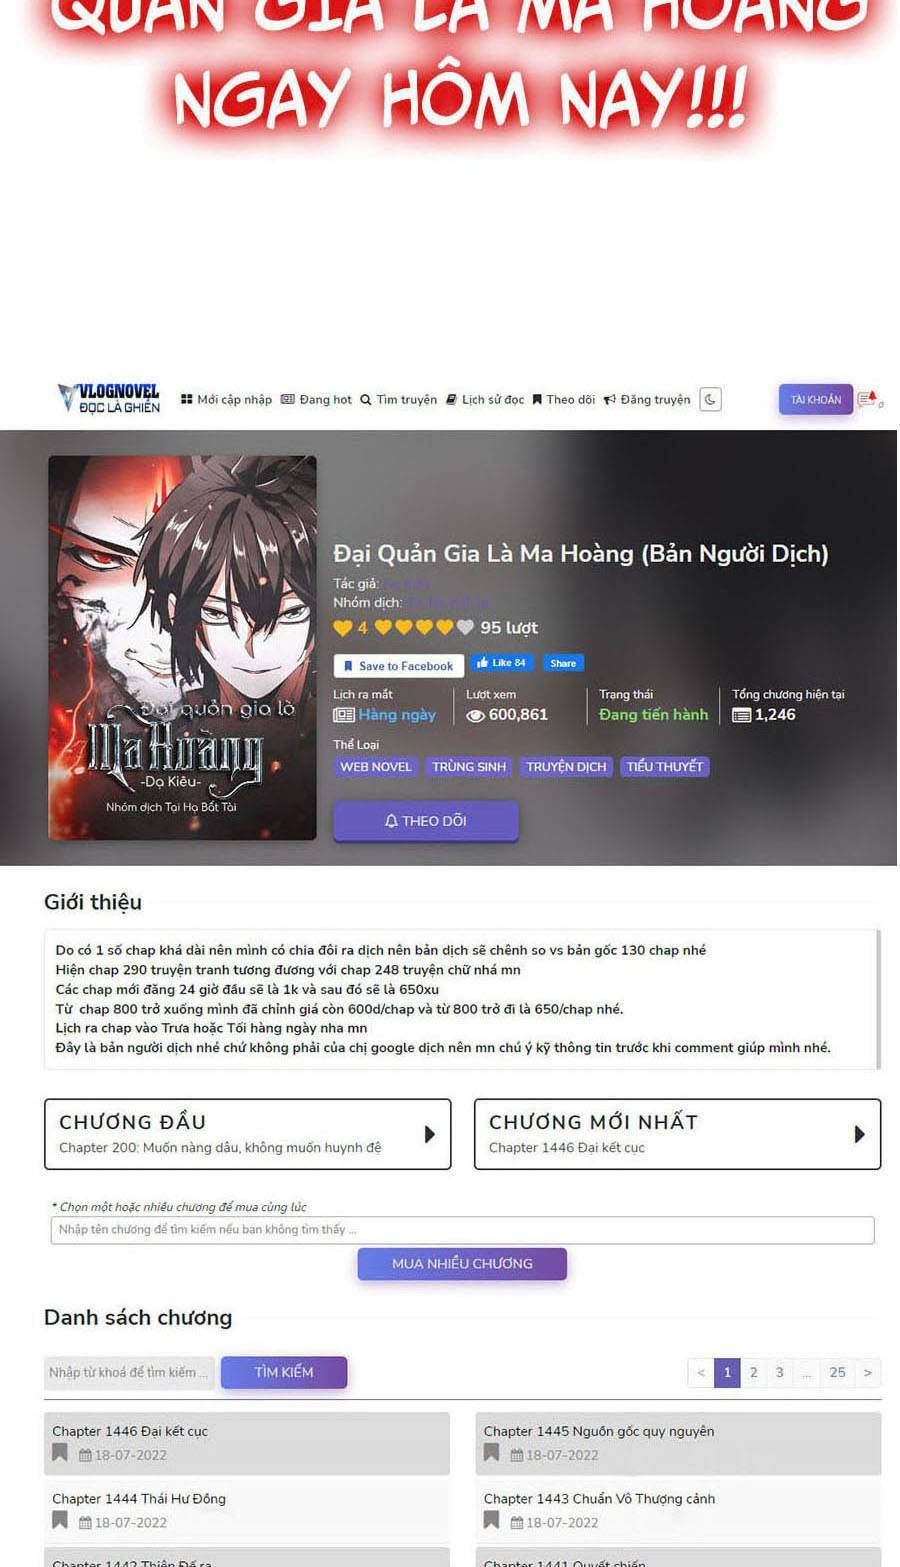 QUẢN GIA LÀ MA HOÀNG
NGAY HÔM NAY!!!
VLOGNOVEL
ĐỌC LÀ GHIỀN
Mới cập nhập Đang hot Tìm truyện Lịch sử đọc Theo dõi Đăng truyện
TÀI KHOẢN
0
Đại Quản Gia Là Ma Hoàng (Bản Người Dịch)
Tác giả:
Nhóm dịch:
4 95 lượt
Save to Facebook Like 84 Share
Lịch ra mắt Lượt xem Trạng thái Tổng chương hiện tại
Hàng ngày 600,861 Đang tiến hành 1,246
Thể Loại
WEB NOVEL TRÙNG SINH TRUYỆN DỊCH TIỂU THUYẾT
THEO DÕI
Đại quản gia là
Ma Hoàng
-Dạ Kiêu-
Nhóm dịch Tại Hạ Bất Tài
Giới thiệu
Do có 1 số chap khá dài nên mình có chia đôi ra dịch nên bản dịch sẽ chênh so vs bản gốc 130 chap nhé
Hiện chap 290 truyện tranh tương đương với chap 248 truyện chữ nhá mn
Các chap mới đăng 24 giờ đầu sẽ là 1k và sau đó sẽ là 650xu
Từ chap 800 trở xuống mình đã chỉnh giá còn 600đ/chap và từ 800 trở đi là 650/chap nhé.
Lịch ra chap vào Trưa hoặc Tối hàng ngày nha mn
Đây là bản người dịch nhé chứ không phải của chị google dịch nên mn chú ý kỹ thông tin trước khi comment giúp mình nhé.
CHƯƠNG ĐẦU
Chapter 200: Muốn nàng dâu, không muốn huynh đệ
CHƯƠNG MỚI NHẤT
Chapter 1446 Đại kết cục
* Chọn một hoặc nhiều chương để mua cùng lúc
Nhập tên chương để tìm kiếm nếu bạn không tìm thấy ...
MUA NHIỀU CHƯƠNG
Danh sách chương
Nhập từ khoá để tìm kiếm ... TÌM KIẾM < 1 2 3 ... 25 >
Chapter 1446 Đại kết cục
18-07-2022
Chapter 1445 Nguồn gốc quy nguyên
18-07-2022
Chapter 1444 Thái Hư Đồng
18-07-2022
Chapter 1443 Chuẩn Vô Thượng cảnh
18-07-2022
Chapter 1442 Thiên Đế ra
Chapter 1441 Quyết chiến